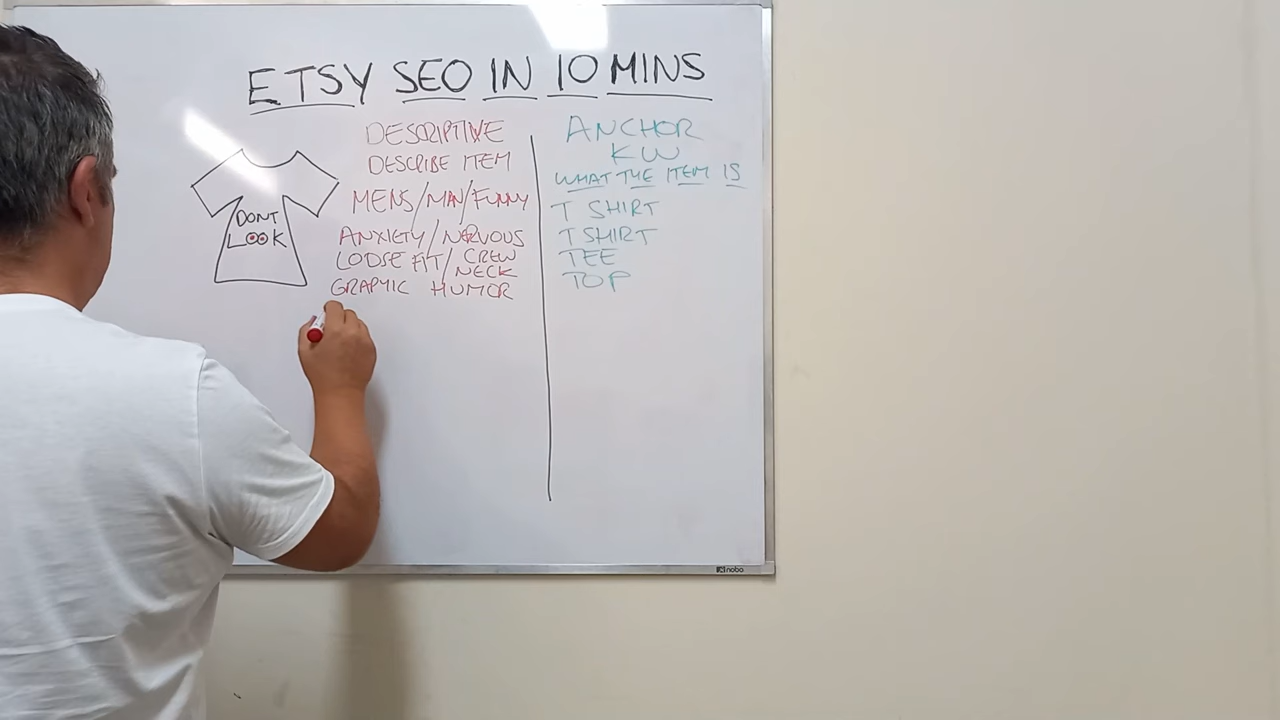 ETSY SEO IN 10 MINS
DONT
LOOK
DESCRIPTIVE
DESCRIBE ITEM
MENS/MAN/FUNNY
ANXIETY/NERVOUS
LOOSE FIT/CREW
NECK
GRAPHIC HUMOR
ANCHOR
KW
WHAT THE ITEM IS
T SHIRT
TSHIRT
TEE
TOP
nobo